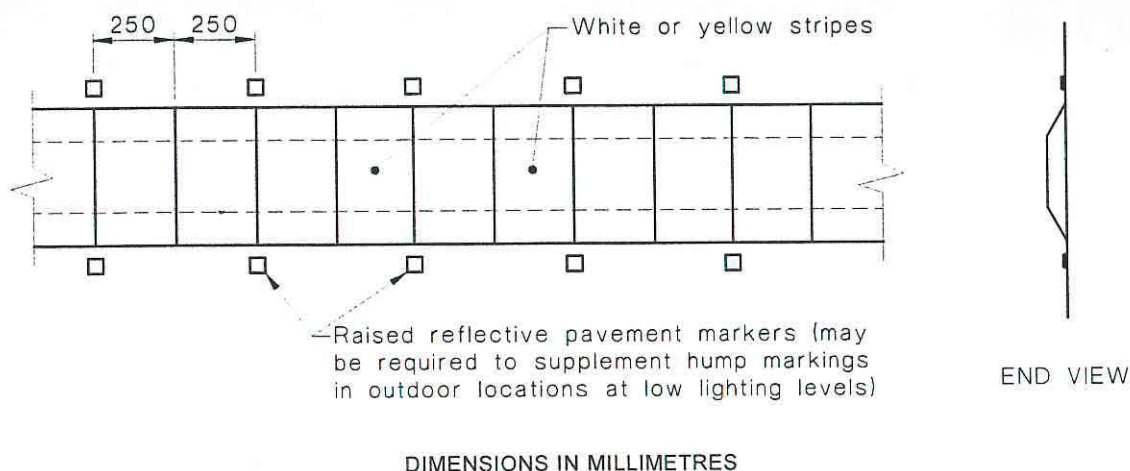 250 250
White or yellow stripes
Raised reflective pavement markers (may
be required to supplement hump markings
in outdoor locations at low lighting levels)
END VIEW
DIMENSIONS IN MILLIMETRES